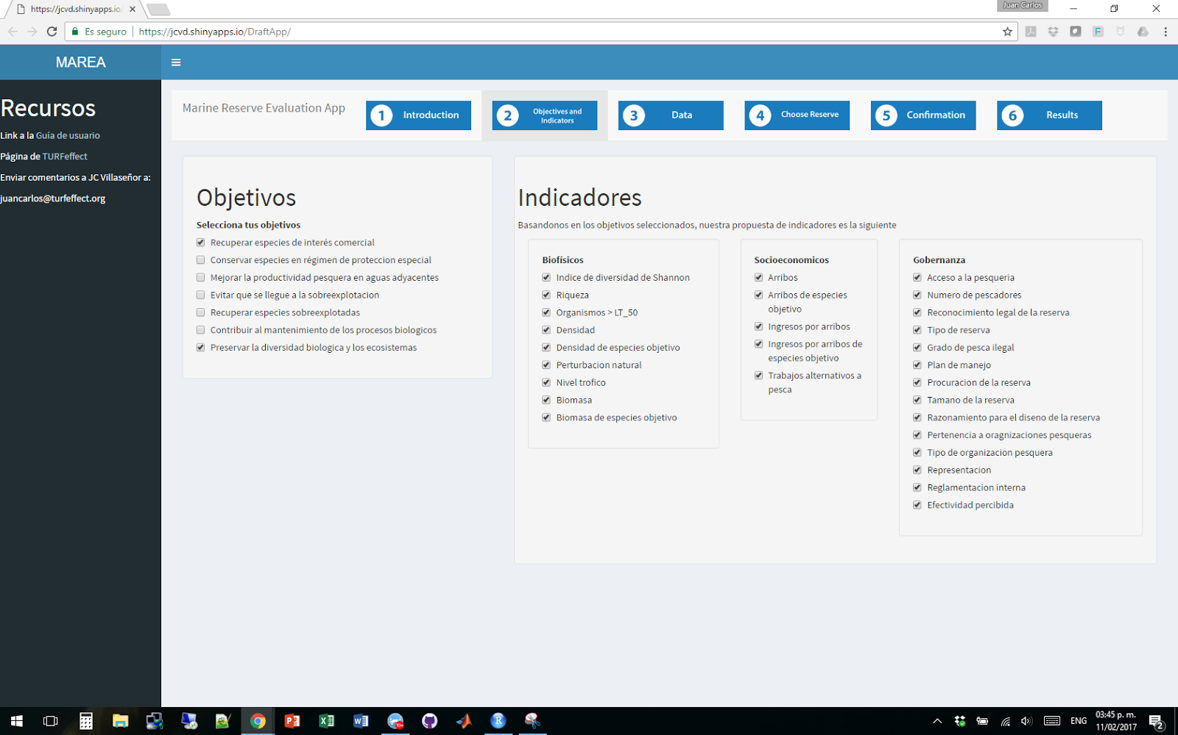 https://jcvd.shinyapps.io
Juan Carlos
Es seguro
https://jcvd.shinyapps.io/DraftApp/
MAREA
Recursos
Link a la Guía de usuario
Página de TURFeffect
Enviar comentarios a JC Villaseñor a:
juancarlos@turfeffect.org
Marine Reserve Evaluation App
1 Introduction
2 Objectives and
Indicators
3 Data
4 Choose Reserve
5 Confirmation
6 Results
Objetivos
Selecciona tus objetivos
Recuperar especies de interés comercial
Conservar especies en régimen de proteccion especial
Mejorar la productividad pesquera en aguas adyacentes
Evitar que se llegue a la sobreexplotacion
Recuperar especies sobreexplotadas
Contribuir al mantenimiento de los procesos biologicos
Preservar la diversidad biologica y los ecosistemas
Indicadores
Basandonos en los objetivos seleccionados, nuestra propuesta de indicadores es la siguiente
Biofísicos
Indice de diversidad de Shannon
Riqueza
Organismos > LT_50
Densidad
Densidad de especies objetivo
Perturbacion natural
Nivel trofico
Biomasa
Biomasa de especies objetivo
Socioeconomicos
Arribos
Arribos de especies
objetivo
Ingresos por arribos
Ingresos por arribos de
especies objetivo
Trabajos alternativos a
pesca
Gobernanza
Acceso a la pesqueria
Numero de pescadores
Reconocimiento legal de la reserva
Tipo de reserva
Grado de pesca ilegal
Plan de manejo
Procuracion de la reserva
Tamano de la reserva
Razonamiento para el diseno de la reserva
Pertenencia a oragnizaciones pesqueras
Tipo de organizacion pesquera
Representacion
Reglamentacion interna
Efectividad percibida
ENG
03:45 p. m.
11/02/2017
2